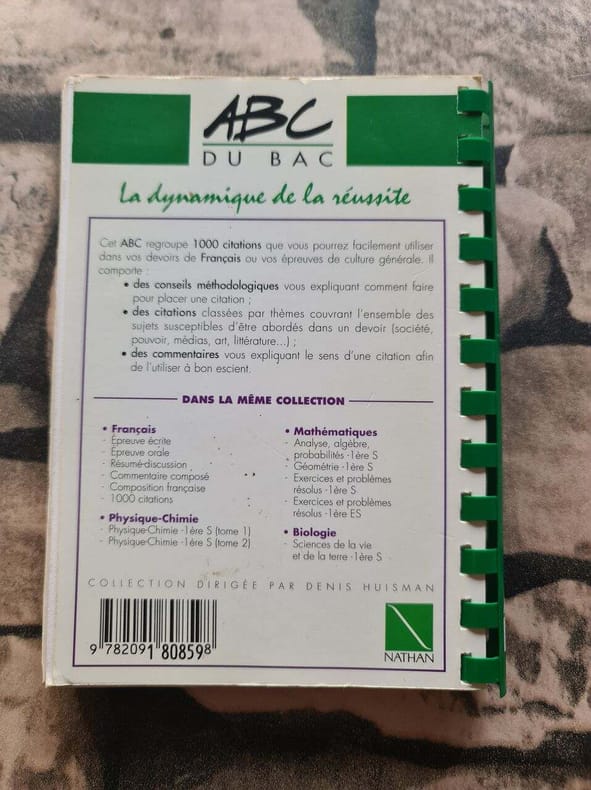 ABC
DU BAC
La dynamique de la réussite
Cet ABC regroupe 1000 citations que vous pourrez facilement utiliser
dans vos devoirs de Français ou vos épreuves de culture générale. Il
comporte :
• des conseils méthodologiques vous expliquant comment faire
pour placer une citation ;
• des citations classées par thèmes couvrant l'ensemble des
sujets susceptibles d'être abordés dans un devoir (société,
pouvoir, médias, art, littérature...) ;
• des commentaires vous expliquant le sens d'une citation afin
de l'utiliser à bon escient.
DANS LA MÊME COLLECTION
• Français
- Épreuve écrite
- Épreuve orale
- Résumé-discussion
- Commentaire composé
- Composition française
- 1000 citations
• Physique-Chimie
- Physique-Chimie -1ère S (tome 1)
- Physique-Chimie -1ère S (tome 2)
• Mathématiques
- Analyse, algèbre,
probabilités -1ère S
- Géométrie -1ère S
- Exercices et problèmes
résolus -1ère S
- Exercices et problèmes
résolus -1ère ES
• Biologie
- Sciences de la vie
et de la terre -1ère S
COLLECTION DIRIGÉE PAR DENIS HUISMAN
9 782091 808598
NATHAN